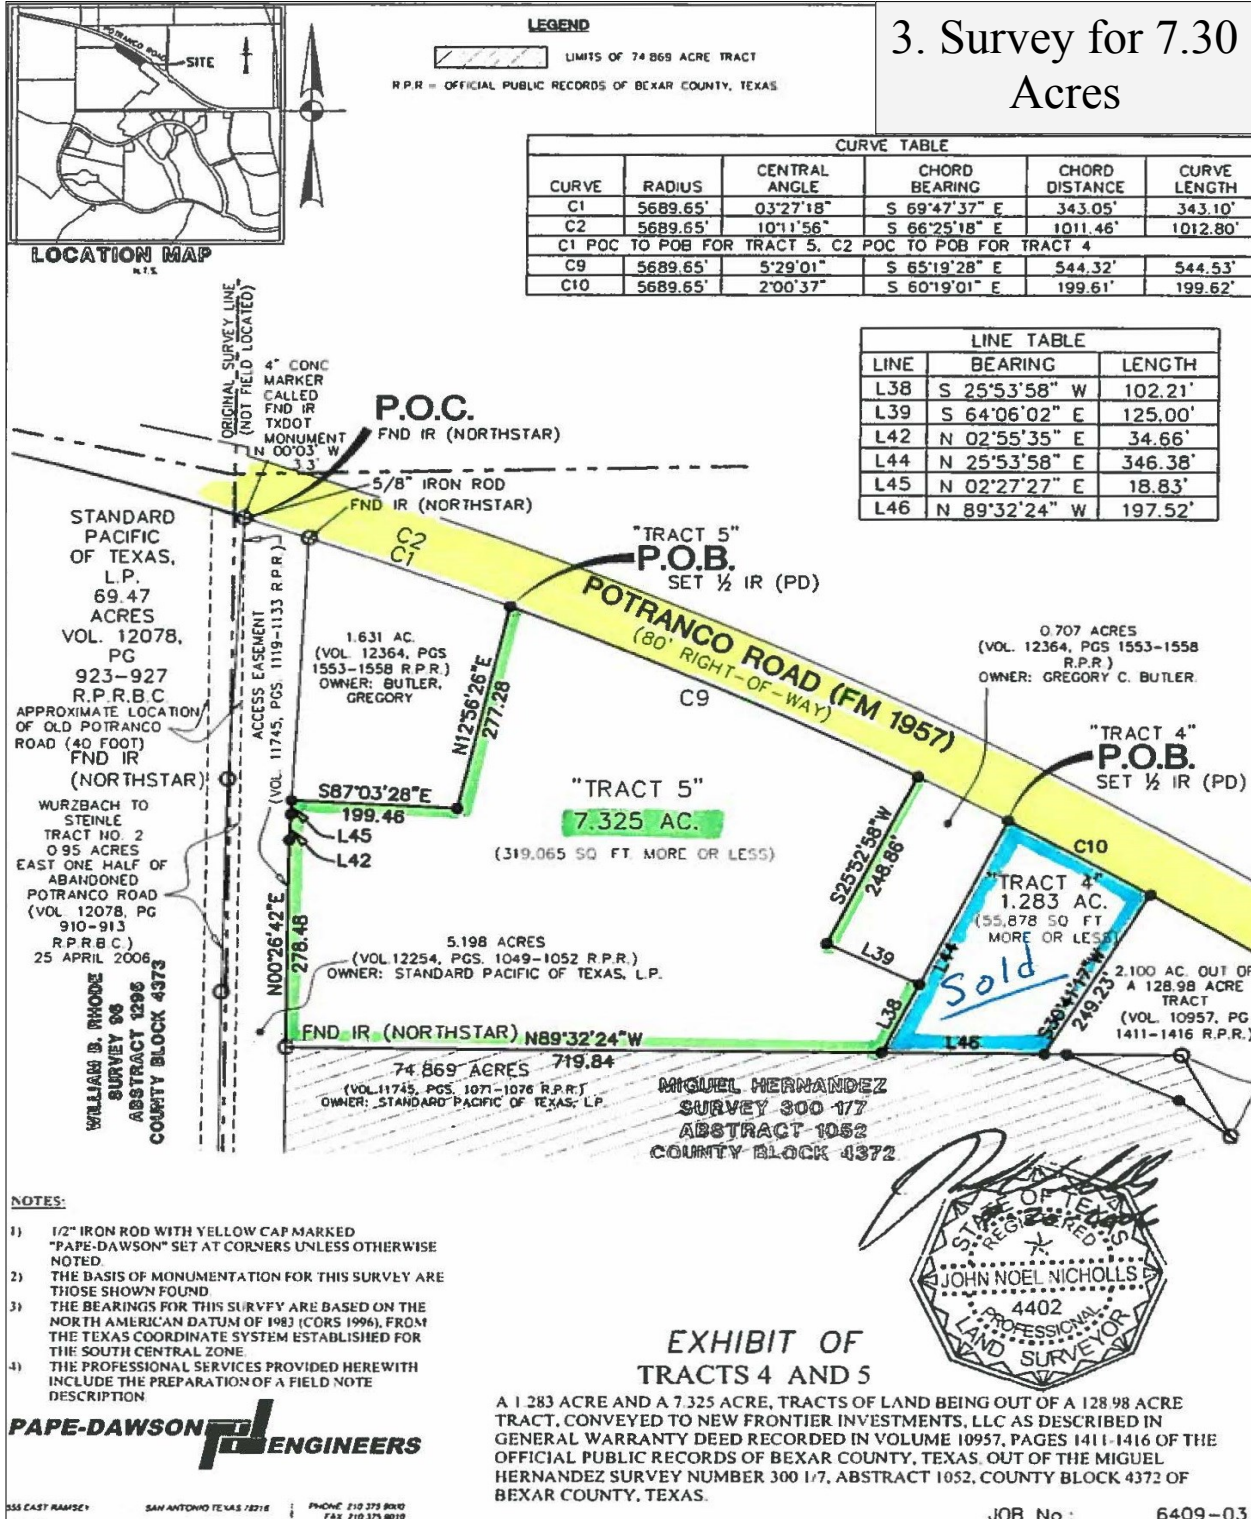 3. Survey for 7.30
Acres
LEGEND
LIMITS OF 74.869 ACRE TRACT
R.P.R = OFFICIAL PUBLIC RECORDS OF BEXAR COUNTY, TEXAS
POTRANCO ROAD
SITE
LOCATION MAP
N.T.S.
CURVE TABLE
CURVE RADIUS CENTRAL ANGLE CHORD BEARING CHORD DISTANCE CURVE LENGTH
C1 5689.65' 03°27'18" S 69°47'37" E 343.05' 343.10'
C2 5689.65' 10°11'56" S 66°25'18" E 1011.46' 1012.80'
C1 POC TO POB FOR TRACT 5, C2 POC TO POB FOR TRACT 4
C9 5689.65' 5°29'01" S 65°19'28" E 544.32' 544.53'
C10 5689.65' 2°00'37" S 60°19'01" E 199.61' 199.62'
LINE TABLE
LINE BEARING LENGTH
L38 S 25°53'58" W 102.21'
L39 S 64°06'02" E 125.00'
L42 N 02°55'35" E 34.66'
L44 N 25°53'58" E 346.38'
L45 N 02°27'27" E 18.83'
L46 N 89°32'24" W 197.52'
ORIGINAL SURVEY LINE
(NOT FIELD LOCATED)
4" CONC
MARKER
CALLED
FND IR
TXDOT
MONUMENT
N 00°03' W
3.3'
P.O.C.
FND IR (NORTHSTAR)
5/8" IRON ROD
FND IR (NORTHSTAR)
C2
C1
"TRACT 5"
P.O.B.
SET ½ IR (PD)
POTRANCO ROAD (FM 1957)
(80' RIGHT-OF-WAY)
C9
0.707 ACRES
(VOL. 12364, PGS 1553-1558
R.P.R.)
OWNER: GREGORY C. BUTLER.
"TRACT 4"
P.O.B.
SET ½ IR (PD)
STANDARD
PACIFIC
OF TEXAS,
L.P.
69.47
ACRES
VOL. 12078,
PG
923-927
R.P.R.B.C
APPROXIMATE LOCATION
OF OLD POTRANCO
ROAD (40 FOOT)
FND IR
(NORTHSTAR)
ACCESS EASEMENT
(VOL. 11745, PGS. 1119-1133 R.P.R.)
1.631 AC.
(VOL. 12364, PGS
1553-1558 R.P.R.)
OWNER: BUTLER,
GREGORY
N12°56'26"E
277.28
S87°03'28"E
199.46
L45
L42
"TRACT 5"
7.325 AC.
(319,065 SQ FT. MORE OR LESS)
S25°52'58"W
248.86'
C10
"TRACT 4"
1.283 AC.
(55,878 SQ FT
MORE OR LESS)
Sold
L39
L44
L38
L46
S30°41'17"W
249.23'
2.100 AC. OUT OF
A 128.98 ACRE
TRACT
(VOL. 10957, PG
1411-1416 R.P.R.)
WURZBACH TO
STEINLE
TRACT NO. 2
0.95 ACRES
EAST ONE HALF OF
ABANDONED
POTRANCO ROAD
(VOL. 12078, PG
910-913
R.P.R.B.C.)
25 APRIL 2006
WILLIAM B. RHODE
SURVEY 96
ABSTRACT 1295
COUNTY BLOCK 4373
N00°26'42"E
278.48
5.198 ACRES
(VOL.12254, PGS. 1049-1052 R.P.R.)
OWNER: STANDARD PACIFIC OF TEXAS, L.P.
FND IR (NORTHSTAR)
N89°32'24"W
719.84
74.869 ACRES
(VOL.11745, PGS. 1071-1076 R.P.R.)
OWNER: STANDARD PACIFIC OF TEXAS, L.P
MIGUEL HERNANDEZ
SURVEY 300 1/7
ABSTRACT 1052
COUNTY BLOCK 4372
NOTES:
1) 1/2" IRON ROD WITH YELLOW CAP MARKED
"PAPE-DAWSON" SET AT CORNERS UNLESS OTHERWISE
NOTED.
2) THE BASIS OF MONUMENTATION FOR THIS SURVEY ARE
THOSE SHOWN FOUND.
3) THE BEARINGS FOR THIS SURVEY ARE BASED ON THE
NORTH AMERICAN DATUM OF 1983 (CORS 1996), FROM
THE TEXAS COORDINATE SYSTEM ESTABLISHED FOR
THE SOUTH CENTRAL ZONE.
4) THE PROFESSIONAL SERVICES PROVIDED HEREWITH
INCLUDE THE PREPARATION OF A FIELD NOTE
DESCRIPTION
STATE OF TEXAS
REGISTERED
JOHN NOEL NICHOLLS
4402
PROFESSIONAL
LAND SURVEYOR
EXHIBIT OF
TRACTS 4 AND 5
A 1.283 ACRE AND A 7.325 ACRE, TRACTS OF LAND BEING OUT OF A 128.98 ACRE
TRACT, CONVEYED TO NEW FRONTIER INVESTMENTS, LLC AS DESCRIBED IN
GENERAL WARRANTY DEED RECORDED IN VOLUME 10957, PAGES 1411-1416 OF THE
OFFICIAL PUBLIC RECORDS OF BEXAR COUNTY, TEXAS, OUT OF THE MIGUEL
HERNANDEZ SURVEY NUMBER 300 1/7, ABSTRACT 1052, COUNTY BLOCK 4372 OF
BEXAR COUNTY, TEXAS.
PAPE-DAWSON ENGINEERS
555 EAST RAMSEY SAN ANTONIO TEXAS 78216 PHONE 210 375 9000
FAX 210 375 9010
JOB No.: 6409-03